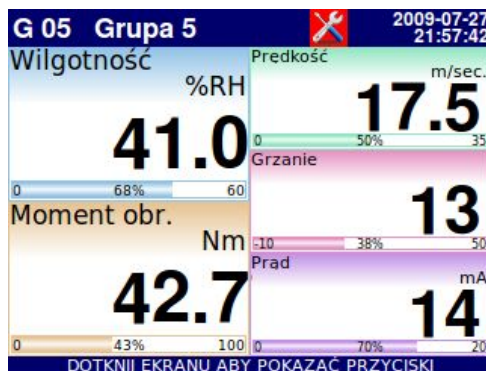 G 05 Grupa 5
2009-07-27
21:57:42
Wilgotność
%RH
41.0
0 68% 60
Moment obr.
Nm
42.7
0 43% 100
Prędkość
m/sec.
17.5
0 50% 35
Grzanie
13
-10 38% 50
Prąd
mA
14
0 70% 20
DOTKNIJ EKRANU ABY POKAZAĆ PRZYCISKI